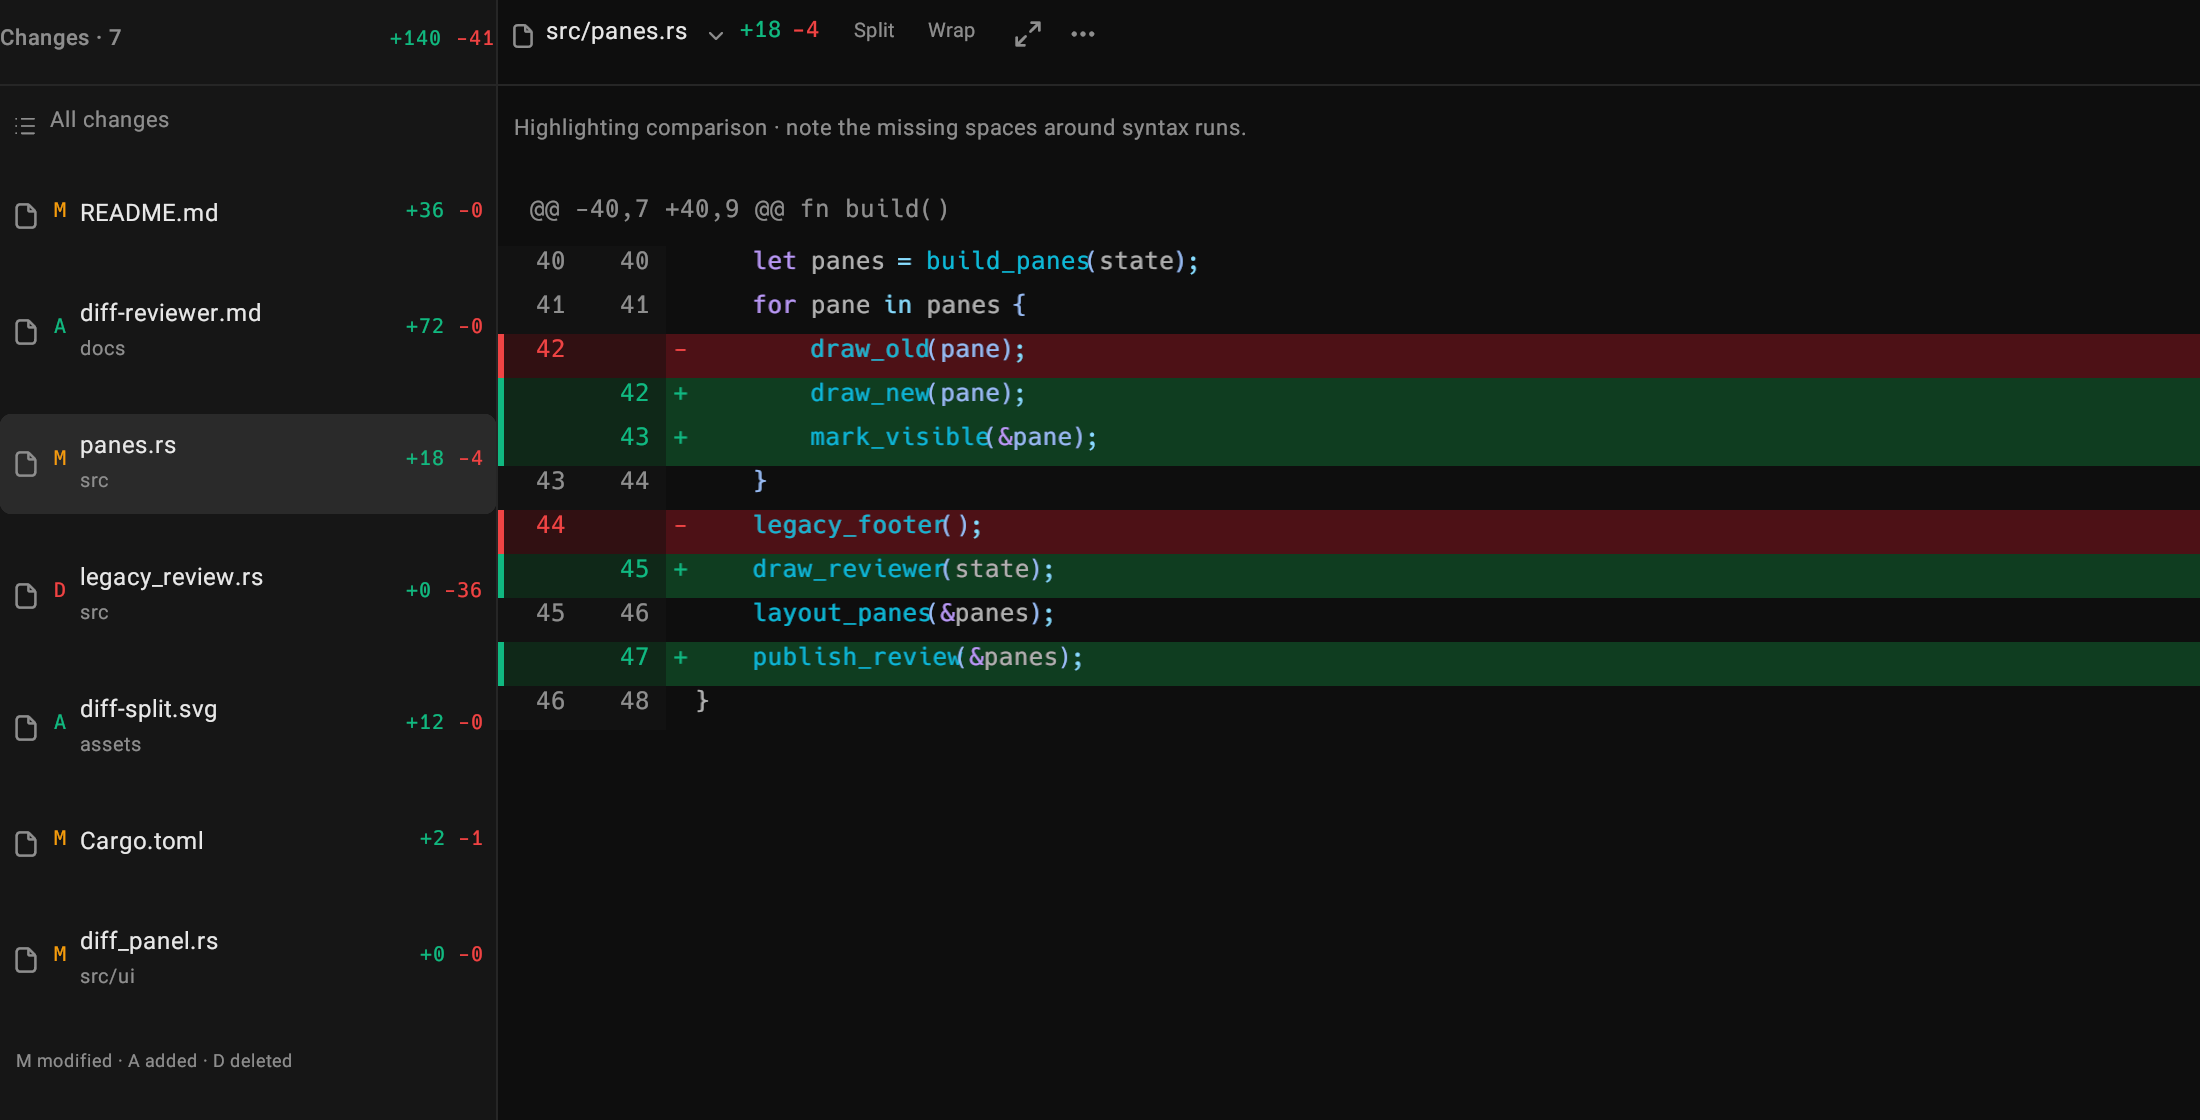 Changes · 7 +140 -41
All changes
M README.md +36 -0
A diff-reviewer.md +72 -0
docs
M panes.rs +18 -4
src
D legacy_review.rs +0 -36
src
A diff-split.svg +12 -0
assets
M Cargo.toml +2 -1
M diff_panel.rs +0 -0
src/ui
M modified · A added · D deleted
src/panes.rs +18 -4 Split Wrap
Highlighting comparison · note the missing spaces around syntax runs.
@@ -40,7 +40,9 @@ fn build()
40 40 let panes = build_panes(state);
41 41 for pane in panes {
42 - draw_old(pane);
42 + draw_new(pane);
43 + mark_visible(&pane);
43 44 }
44 - legacy_footer();
45 + draw_reviewer(state);
45 46 layout_panes(&panes);
47 + publish_review(&panes);
46 48 }